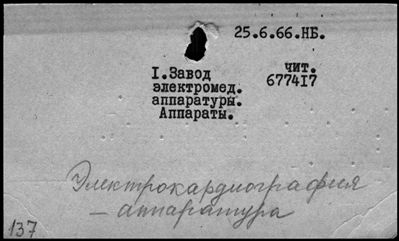 25.6.66.НБ.
чит.
677417
I.Завод
электромед.
аппаратуры.
Аппараты.
Электрокардиография
– аппаратура
137